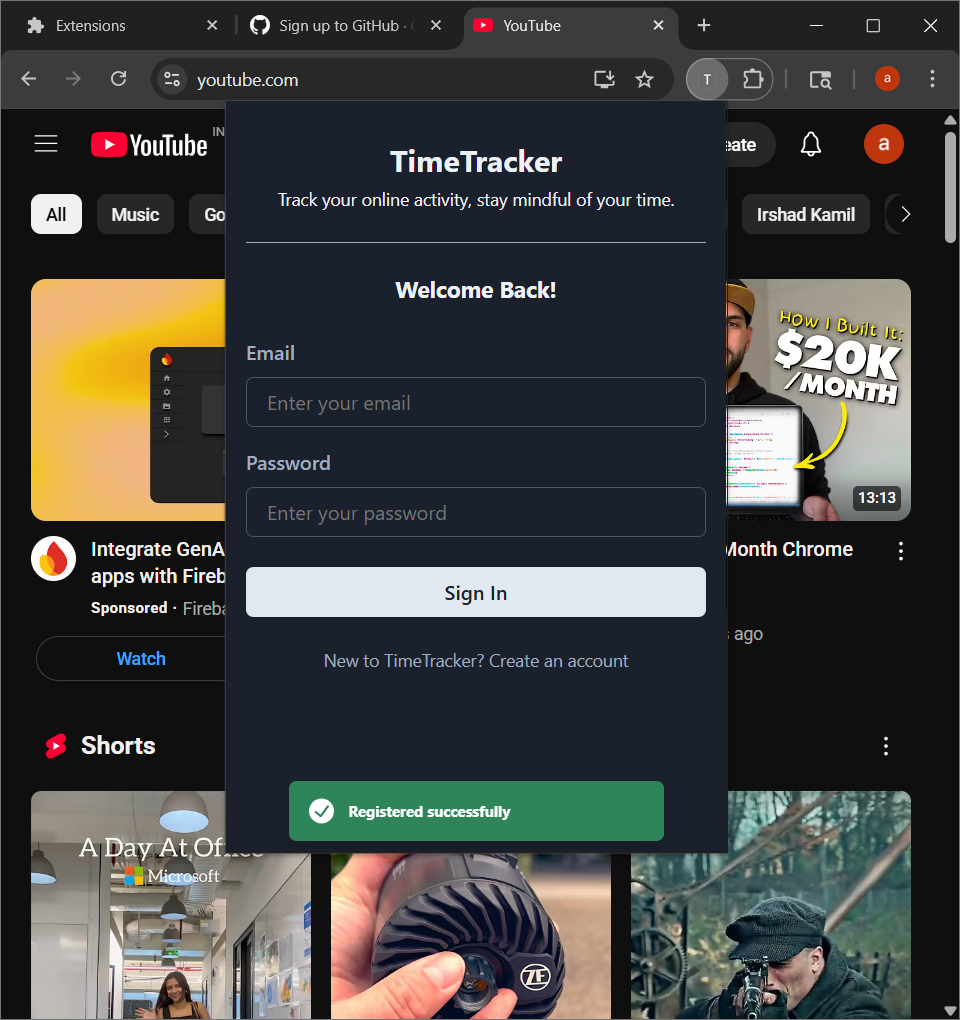 Extensions
Sign up to GitHub ·
YouTube
youtube.com
T
a
YouTube IN
eate
a
All
Music
Go
Irshad Kamil
TimeTracker
Track your online activity, stay mindful of your time.
Welcome Back!
Email
Enter your email
Password
Enter your password
Sign In
New to TimeTracker? Create an account
Registered successfully
How I Built It:
$20K
/MONTH
13:13
Integrate GenA
apps with Fireb
Sponsored · Fireba
Watch
Month Chrome
s ago
Shorts
A Day At Office
Microsoft
ZF